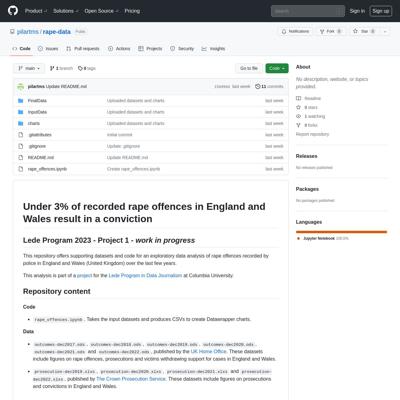 Product Solutions Open Source Pricing Search Sign in Sign up
pilartms / rape-data Public Notifications Fork 0 Star 0
Code Issues Pull requests Actions Projects Security Insights
main 1 branch 0 tags Go to file Code
About
No description, website, or topics provided.
pilartms Update README.md last week 11 commits
FinalData Uploaded datasets and charts last week
InputData Uploaded datasets and charts last week
charts Uploaded datasets and charts last week
.gitattributes Initial commit last week
.gitignore Update .gitignore last week
README.md Update README.md last week
rape_offences.ipynb Create rape_offences.ipynb last week
Readme
0 stars
1 watching
0 forks
Report repository
Releases
No releases published
Packages
No packages published
Languages
Jupyter Notebook 100.0%
Under 3% of recorded rape offences in England and
Wales result in a conviction
Lede Program 2023 - Project 1 - work in progress
This repository offers supporting datasets and code for an exploratory data analysis of rape offences recorded by
police in England and Wales (United Kingdom) over the last few years.
This analysis is part of a project for the Lede Program in Data Journalism at Columbia University.
Repository content
Code
rape_offences.ipynb . Takes the input datasets and produces CSVs to create Datawrapper charts.
Data
outcomes-dec2017.ods , outcomes-dec2018.ods , outcomes-dec2019.ods , outcomes-dec2020.ods ,
outcomes-dec2021.ods and outcomes-dec2022.ods , published by the UK Home Office. These datasets
include figures on rape offences, prosecutions and victims withdrawing support for cases in England and Wales.
prosecution-dec2019.xlsx , prosecution-dec2020.xlsx , prosecution-dec2021.xlsx and prosecution-
dec2022.xlsx , published by The Crown Prosecution Service. These datasets include figures on prosecutions
and convictions in England and Wales.